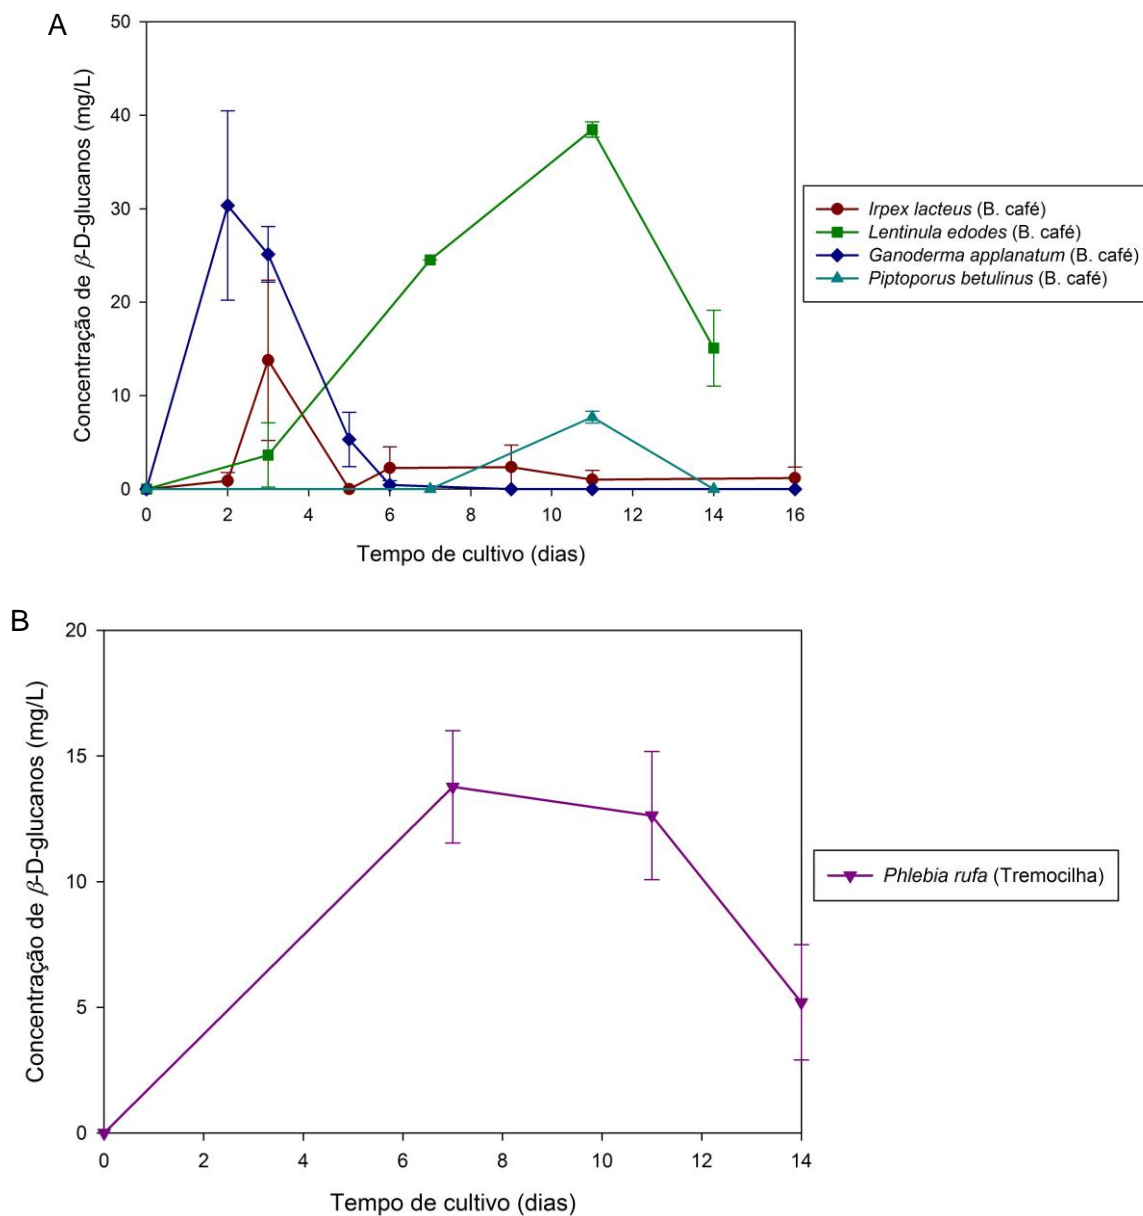 A
Concentração de β-D-glucanos (mg/L)
50
40
30
20
10
0
0 2 4 6 8 10 12 14 16
Tempo de cultivo (dias)
Irpex lacteus (B. café)
Lentinula edodes (B. café)
Ganoderma applanatum (B. café)
Piptoporus betulinus (B. café)
B
Concentração de β-D-glucanos (mg/L)
20
15
10
5
0
0 2 4 6 8 10 12 14
Tempo de cultivo (dias)
Phlebia rufa (Tremocilha)